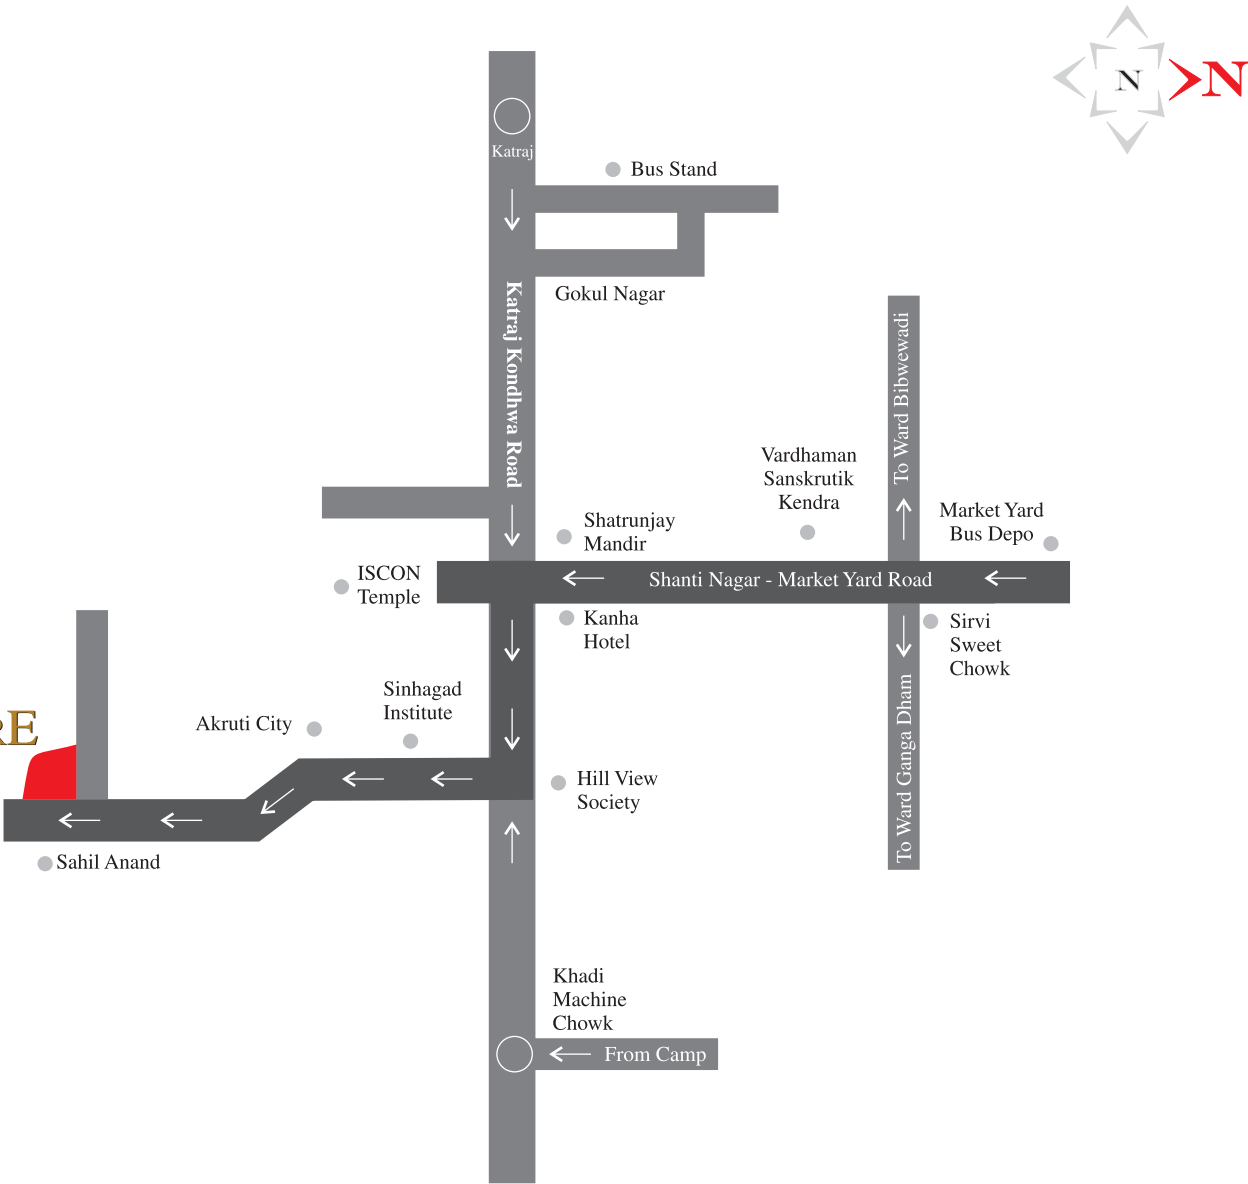 N
N
Katraj
Bus Stand
Gokul Nagar
Katraj Kondhwa Road
To Ward Bibwewadi
Vardhaman
Sanskrutik
Kendra
Market Yard
Bus Depo
Shatrunjay
Mandir
ISCON
Temple
Shanti Nagar - Market Yard Road
Kanha
Hotel
Sirvi
Sweet
Chowk
Sinhagad
Institute
Akruti City
To Ward Ganga Dham
Hill View
Society
Sahil Anand
Khadi
Machine
Chowk
From Camp